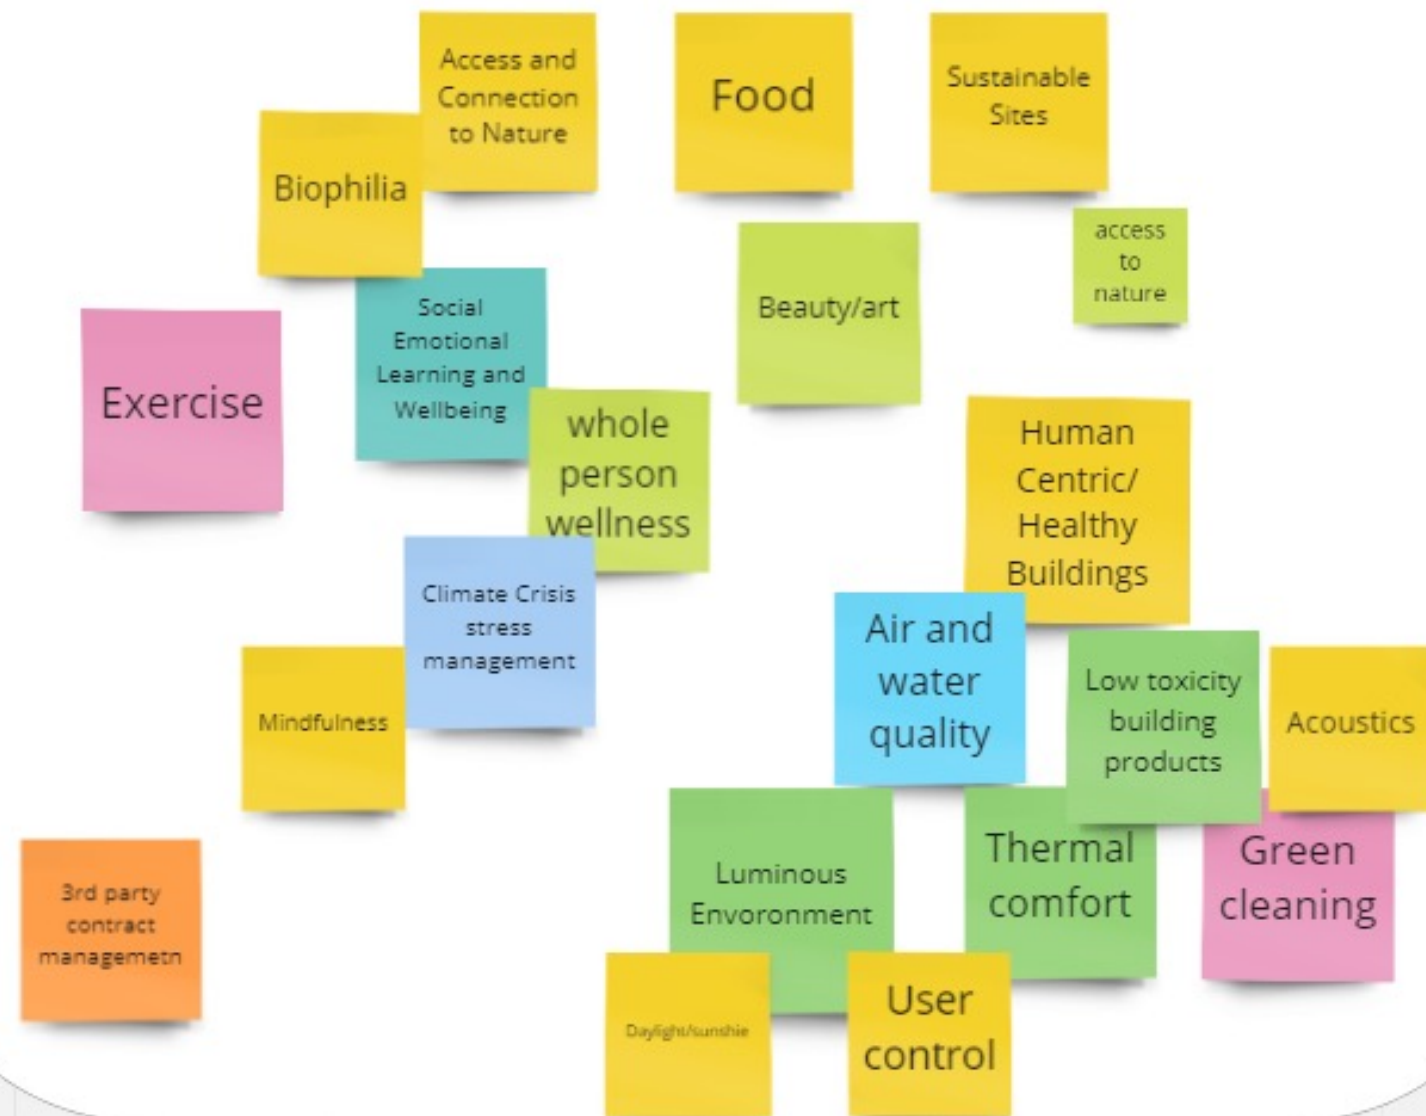 Access and
Connection
to Nature
Food
Sustainable
Sites
Biophilia
access
to
nature
Beauty/art
Social
Emotional
Learning and
Wellbeing
Exercise
whole
person
wellness
Human
Centric/
Healthy
Buildings
Climate Crisis
stress
management
Air and
water
quality
Low toxicity
building
products
Acoustics
Mindfulness
Luminous
Envoronment
Thermal
comfort
Green
cleaning
3rd party
contract
managemetn
Daylight/sunshie
User
control